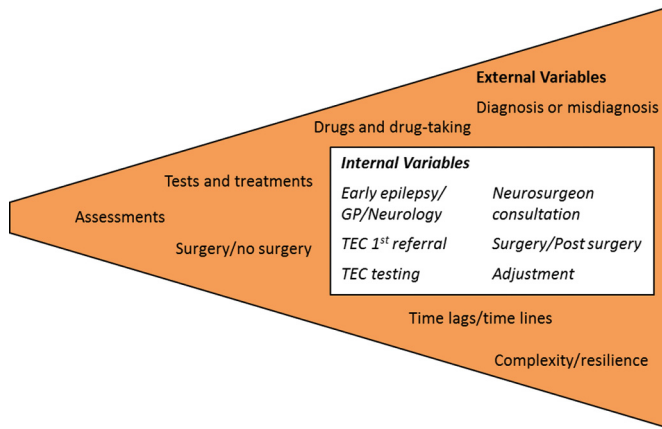 External Variables
Diagnosis or misdiagnosis
Drugs and drug-taking
Tests and treatments
Assessments
Surgery/no surgery
Internal Variables
Early epilepsy/
GP/Neurology
TEC 1st referral
TEC testing
Neurosurgeon
consultation
Surgery/Post surgery
Adjustment
Time lags/time lines
Complexity/resilience